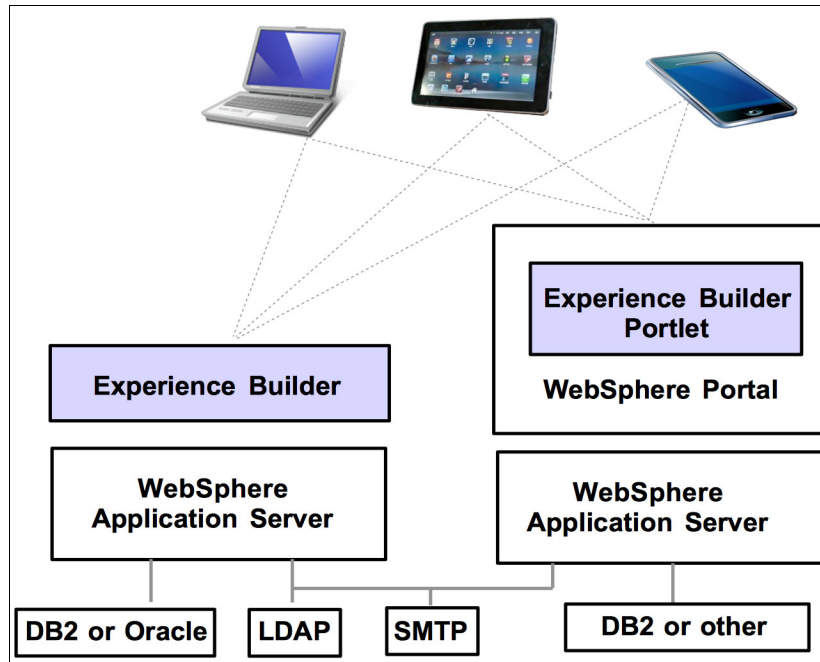 Experience Builder
Portlet
WebSphere Portal
Experience Builder
WebSphere
Application Server
WebSphere
Application Server
DB2 or Oracle
LDAP
SMTP
DB2 or other